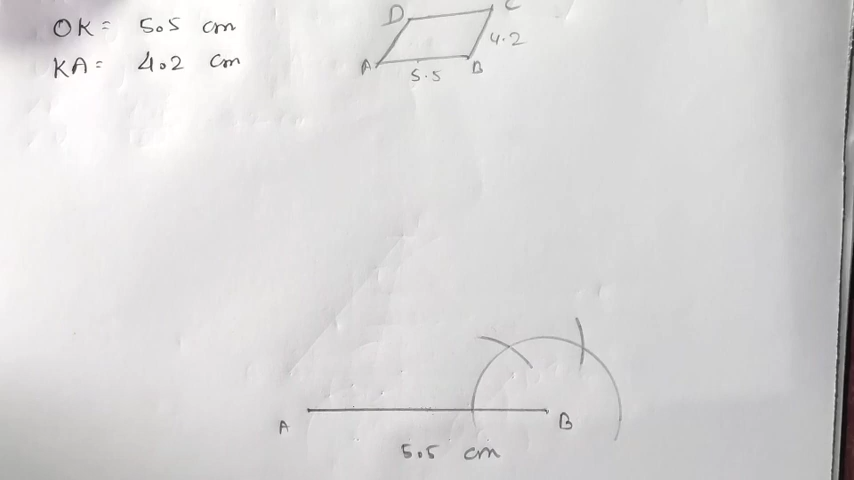 OK = 5.5 cm
KA = 4.2 cm
D C
4.2
A B
5.5
A B
5.5 cm